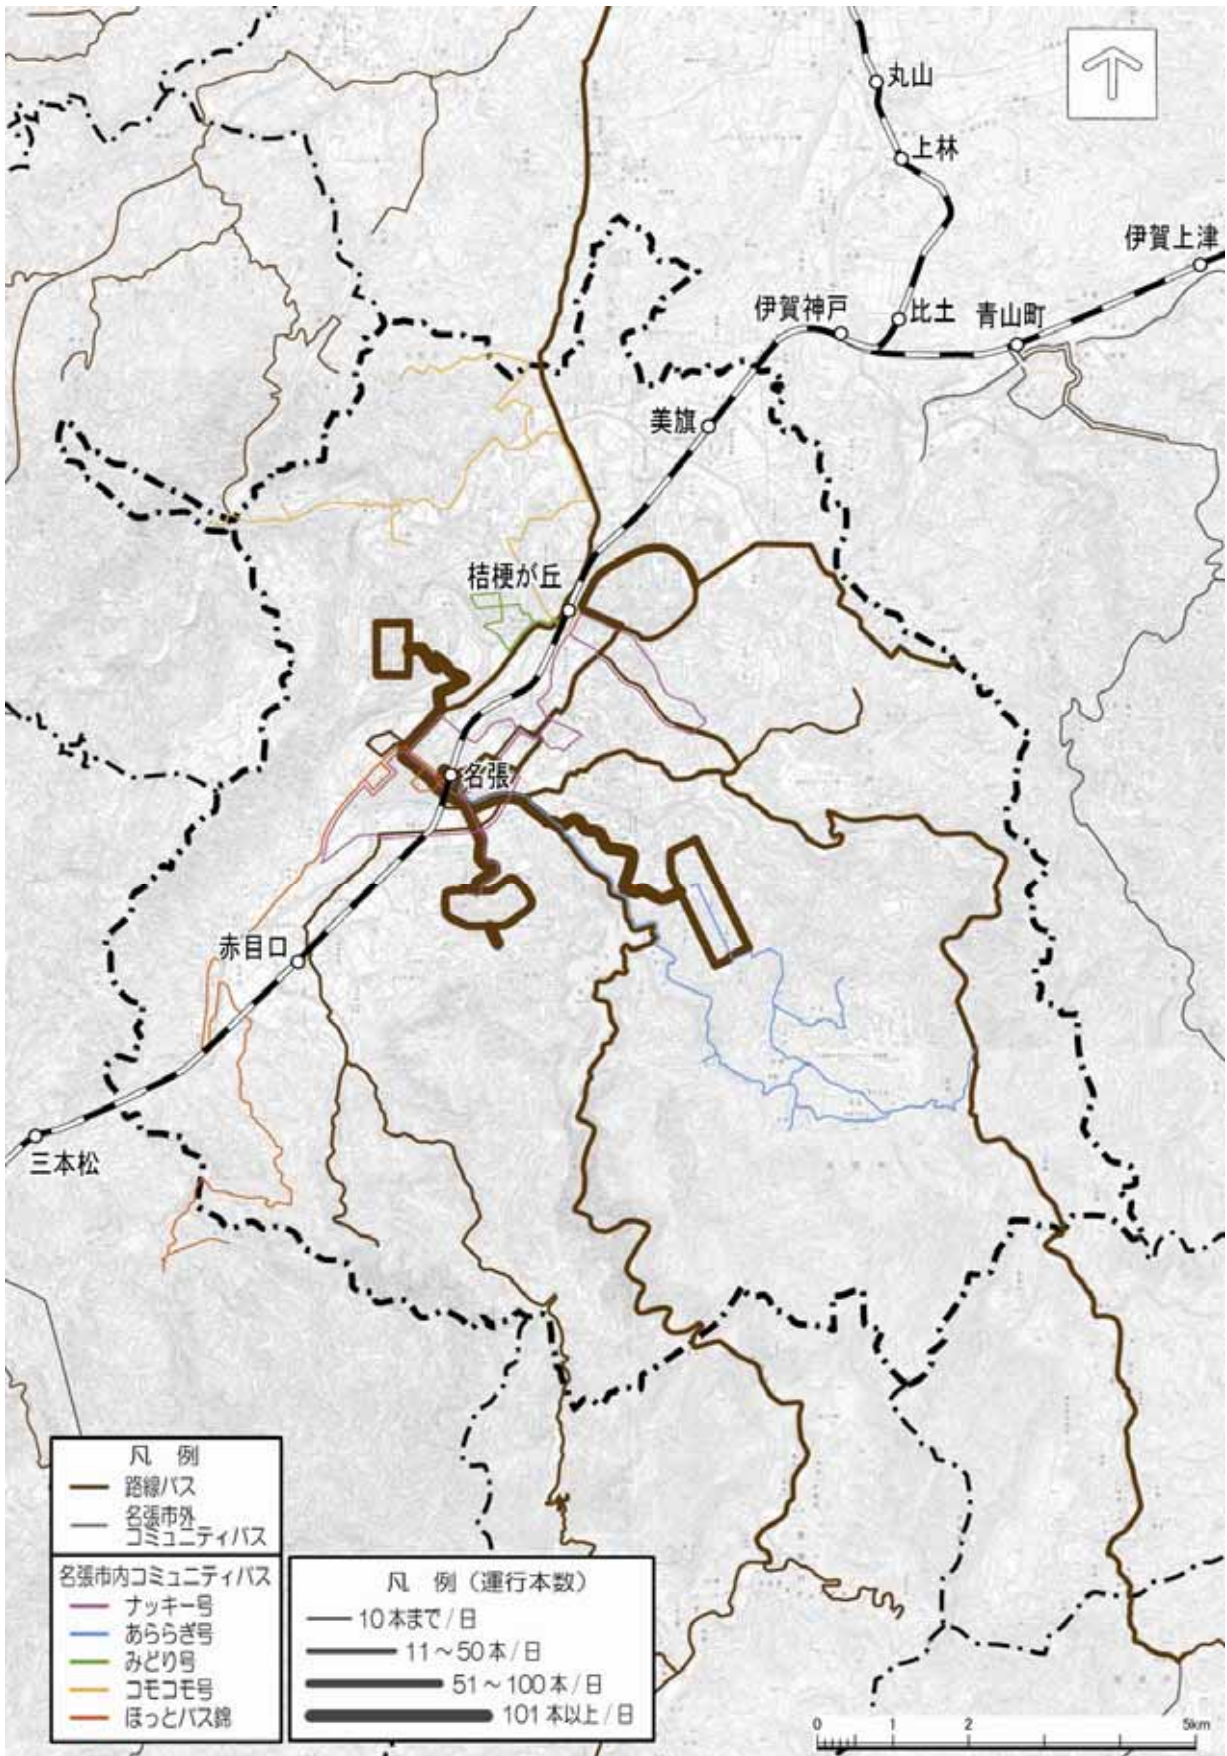 丸山
上林
伊賀上津
伊賀神戸
比土
青山町
美旗
桔梗が丘
名張
赤目口
三本松
凡 例
路線バス
名張市外
コミュニティバス
名張市内コミュニティバス
ナッキー号
あららぎ号
みどり号
コモコモ号
ほっとバス錦
凡 例（運行本数）
10本まで/日
11～50本/日
51～100本/日
101本以上/日
0 1 2 5km